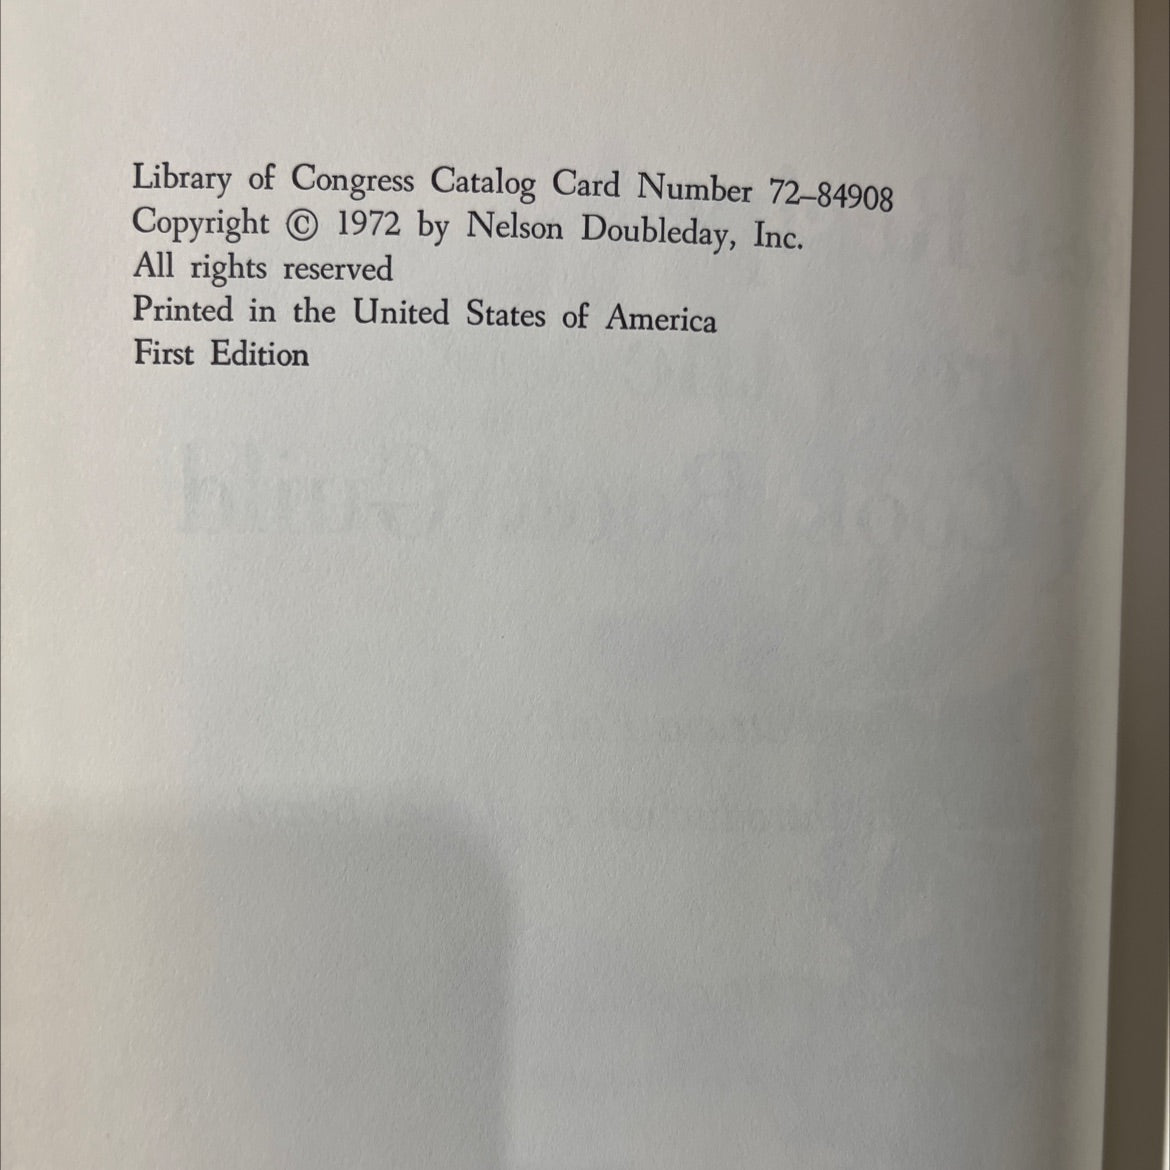 Library of Congress Catalog Card Number 72–84908
Copyright © 1972 by Nelson Doubleday, Inc.
All rights reserved
Printed in the United States of America
First Edition